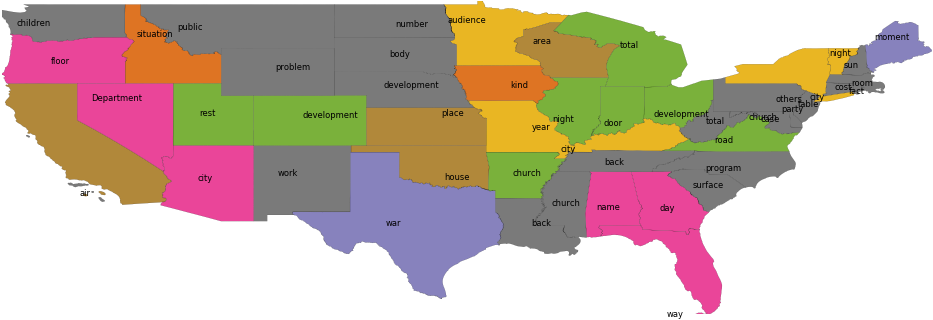 children
situation
public
number
audience
floor
problem
body
area
total
night
moment
sun
Department
rest
development
development
place
kind
year
night
door
development
total
others
cost
room
fact
city
table
party
church
case
road
city
work
house
church
city
back
program
air
war
back
church
name
day
surface
way